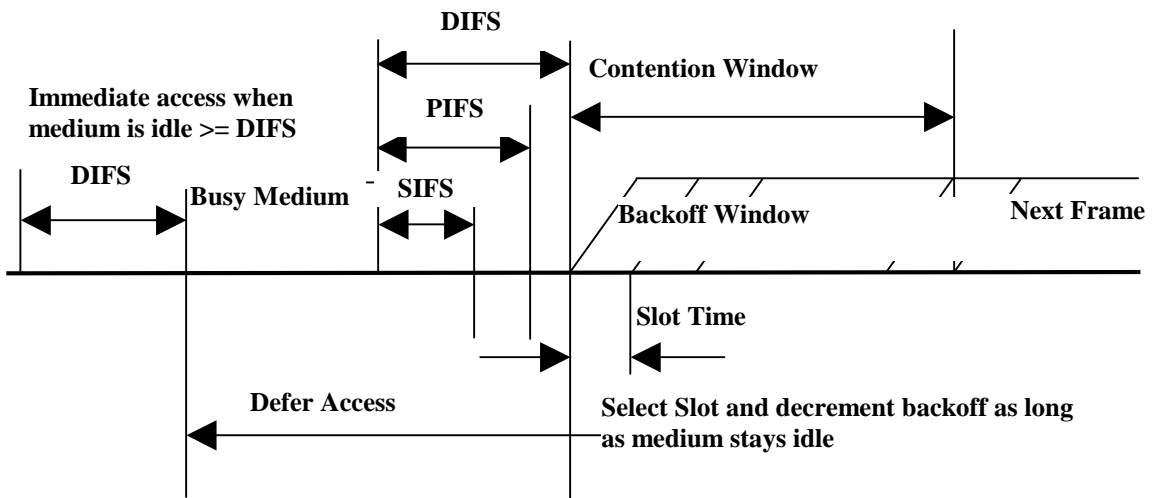 DIFS
Contention Window
Immediate access when
medium is idle >= DIFS
PIFS
DIFS
Busy Medium
SIFS
Backoff Window
Next Frame
Slot Time
Defer Access
Select Slot and decrement backoff as long
as medium stays idle